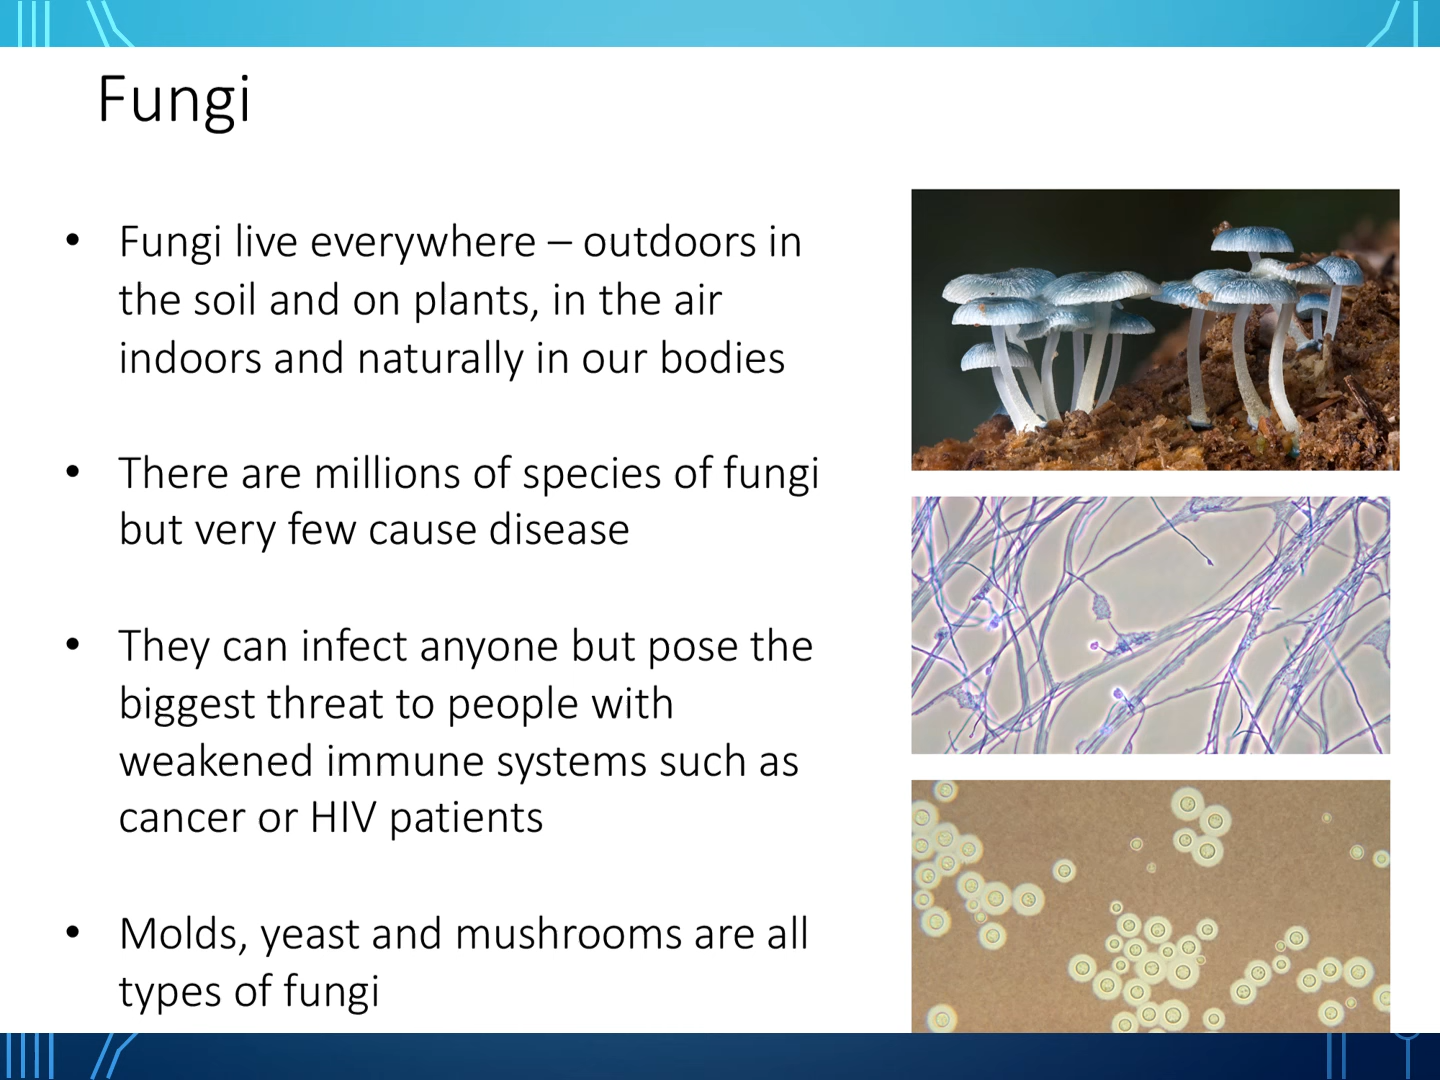 Fungi
• Fungi live everywhere – outdoors in
the soil and on plants, in the air
indoors and naturally in our bodies
• There are millions of species of fungi
but very few cause disease
• They can infect anyone but pose the
biggest threat to people with
weakened immune systems such as
cancer or HIV patients
• Molds, yeast and mushrooms are all
types of fungi